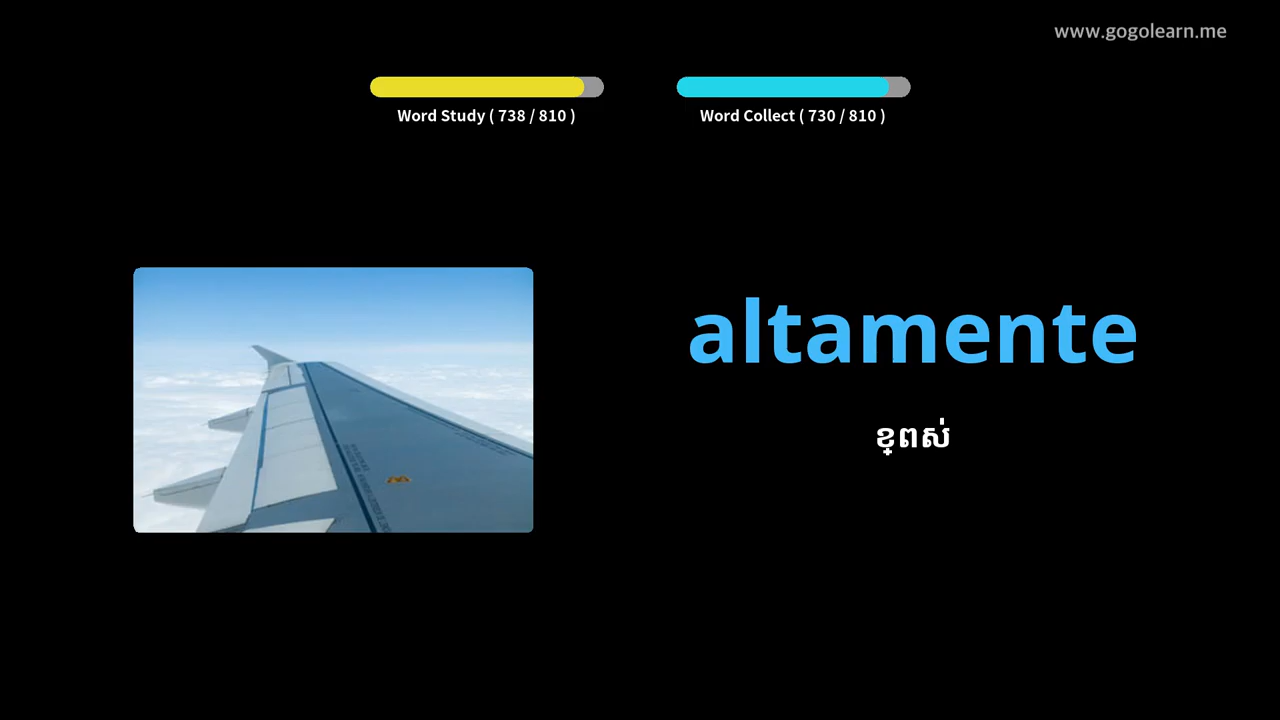 www.gogolearn.me
Word Study ( 738 / 810 )
Word Collect ( 730 / 810 )
altamente
ខ្ពស់